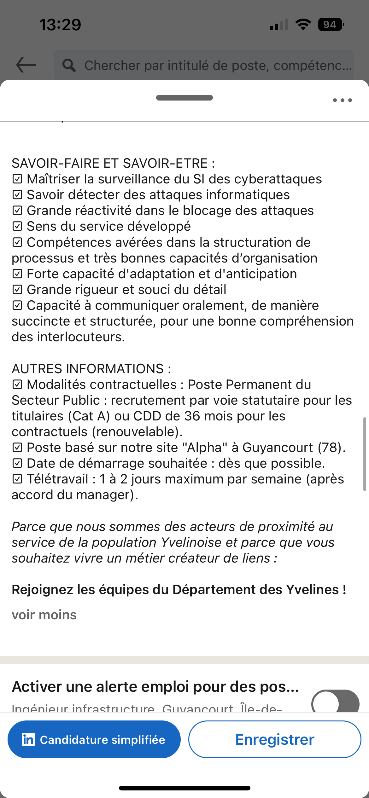 13:29
94
Chercher par intitulé de poste, compétenc...
SAVOIR-FAIRE ET SAVOIR-ETRE :
☑ Maîtriser la surveillance du SI des cyberattaques
☑ Savoir détecter des attaques informatiques
☑ Grande réactivité dans le blocage des attaques
☑ Sens du service développé
☑ Compétences avérées dans la structuration de
processus et très bonnes capacités d'organisation
☑ Forte capacité d'adaptation et d'anticipation
☑ Grande rigueur et souci du détail
☑ Capacité à communiquer oralement, de manière
succincte et structurée, pour une bonne compréhension
des interlocuteurs.
AUTRES INFORMATIONS :
☑ Modalités contractuelles : Poste Permanent du
Secteur Public : recrutement par voie statutaire pour les
titulaires (Cat A) ou CDD de 36 mois pour les
contractuels (renouvelable).
☑ Poste basé sur notre site "Alpha" à Guyancourt (78).
☑ Date de démarrage souhaitée : dès que possible.
☑ Télétravail : 1 à 2 jours maximum par semaine (après
accord du manager).
Parce que nous sommes des acteurs de proximité au
service de la population Yvelinoise et parce que vous
souhaitez vivre un métier créateur de liens :
Rejoignez les équipes du Département des Yvelines !
voir moins
Activer une alerte emploi pour des pos...
Ingénieur infrastructure, Guyancourt, Île-de-
in Candidature simplifiée
Enregistrer